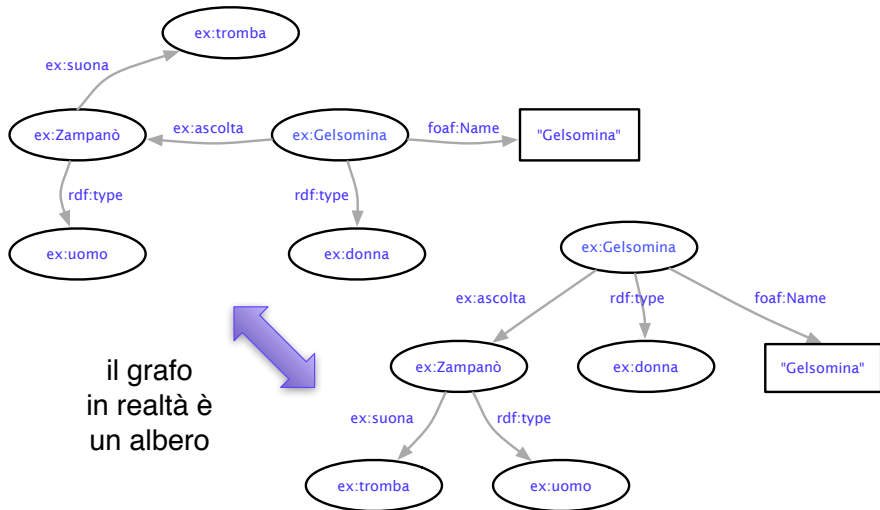 ex:tromba
ex:suona
ex:Zampanò
ex:ascolta
ex:Gelsomina
foaf:Name
"Gelsomina"
rdf:type
rdf:type
ex:uomo
ex:donna
ex:Gelsomina
ex:ascolta
rdf:type
foaf:Name
ex:Zampanò
ex:donna
"Gelsomina"
il grafo
in realtà è
un albero
ex:suona
rdf:type
ex:tromba
ex:uomo